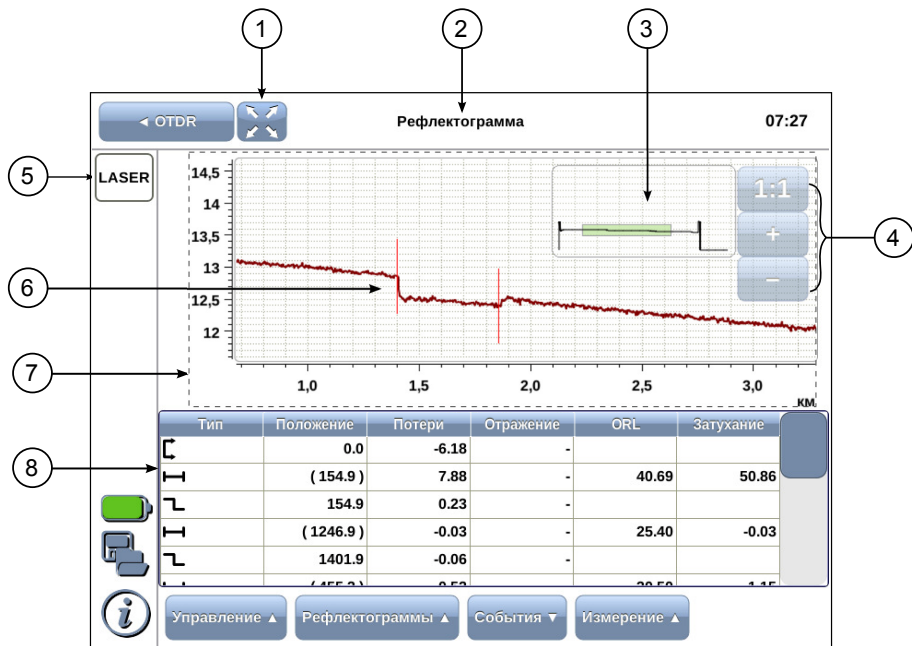 1 2 3
◄ OTDR Рефлектограмма 07:27
5 LASER
14,5
14
13,5
13
12,5
12
1:1
+
−
4
6
7
1,0 1,5 2,0 2,5 3,0
км
8
Тип Положение Потери Отражение ORL Затухание
0.0 -6.18 -
( 154.9 ) 7.88 - 40.69 50.86
154.9 0.23 -
( 1246.9 ) -0.03 - 25.40 -0.03
1401.9 -0.06 -
i
Управление ▲ Рефлектограммы ▲ События ▼ Измерение ▲